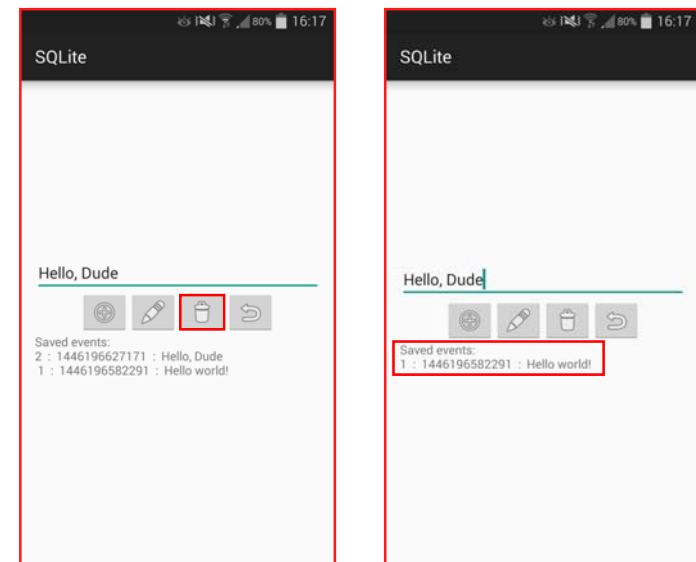 80% 16:17
SQLite
Hello, Dude
Saved events:
2 : 1446196627171 : Hello, Dude
1 : 1446196582291 : Hello world!
80% 16:17
SQLite
Hello, Dude
Saved events:
1 : 1446196582291 : Hello world!